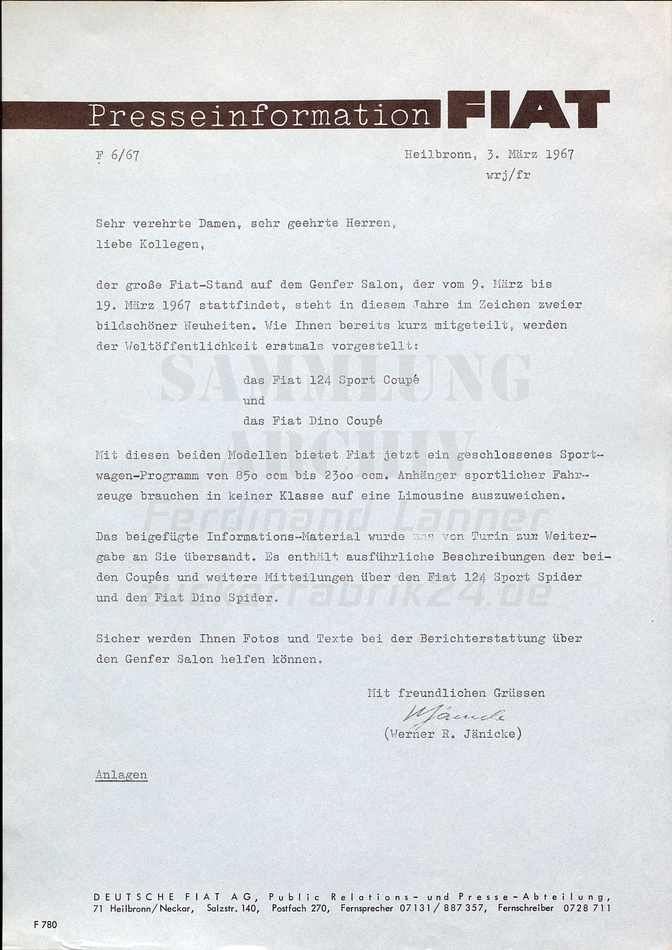 Presseinformation FIAT
F 6/67 Heilbronn, 3. März 1967
wrj/fr
Sehr verehrte Damen, sehr geehrte Herren,
liebe Kollegen,
der große Fiat-Stand auf dem Genfer Salon, der vom 9. März bis
19. März 1967 stattfindet, steht in diesem Jahre im Zeichen zweier
bildschöner Neuheiten. Wie Ihnen bereits kurz mitgeteilt, werden
der Weltöffentlichkeit erstmals vorgestellt:
SAMMLUNG
das Fiat 124 Sport Coupé
und
das Fiat Dino Coupé
ARCHIV
Mit diesen beiden Modellen bietet Fiat jetzt ein geschlossenes Sport-
wagen-Programm von 850 ccm bis 2300 ccm. Anhänger sportlicher Fahr-
zeuge brauchen in keiner Klasse auf eine Limousine auszuweichen.
Ferdinand Lanner
Das beigefügte Informations-Material wurde uns von Turin zur Weiter-
gabe an Sie übersandt. Es enthält ausführliche Beschreibungen der bei-
den Coupés und weitere Mitteilungen über den Fiat 124 Sport Spider
und den Fiat Dino Spider.
zuckerfabrik24.de
Sicher werden Ihnen Fotos und Texte bei der Berichterstattung über
den Genfer Salon helfen können.
Mit freundlichen Grüssen
(Werner R. Jänicke)
Anlagen
DEUTSCHE FIAT AG, Public Relations- und Presse-Abteilung,
71 Heilbronn/Neckar, Salzstr. 140, Postfach 270, Fernsprecher 07131/887357, Fernschreiber 0728 711
F 780